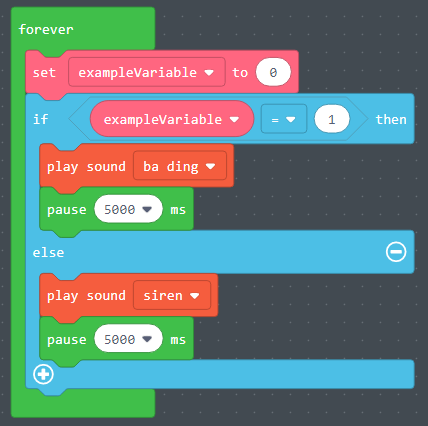 forever
set exampleVariable to 0
if exampleVariable = 1 then
play sound ba ding
pause 5000 ms
else
play sound siren
pause 5000 ms